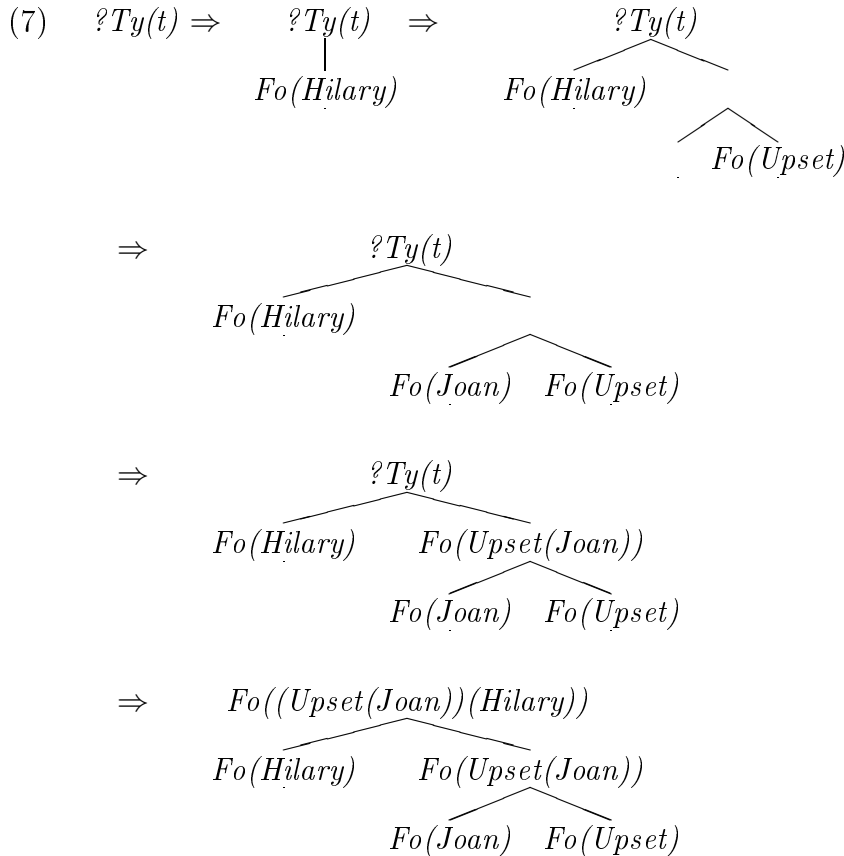 (7) ?Ty(t) ⇒ ?Ty(t) ⇒ ?Ty(t)
Fo(Hilary) Fo(Hilary)
Fo(Upset)
⇒ ?Ty(t)
Fo(Hilary)
Fo(Joan) Fo(Upset)
⇒ ?Ty(t)
Fo(Hilary) Fo(Upset(Joan))
Fo(Joan) Fo(Upset)
⇒ Fo((Upset(Joan))(Hilary))
Fo(Hilary) Fo(Upset(Joan))
Fo(Joan) Fo(Upset)